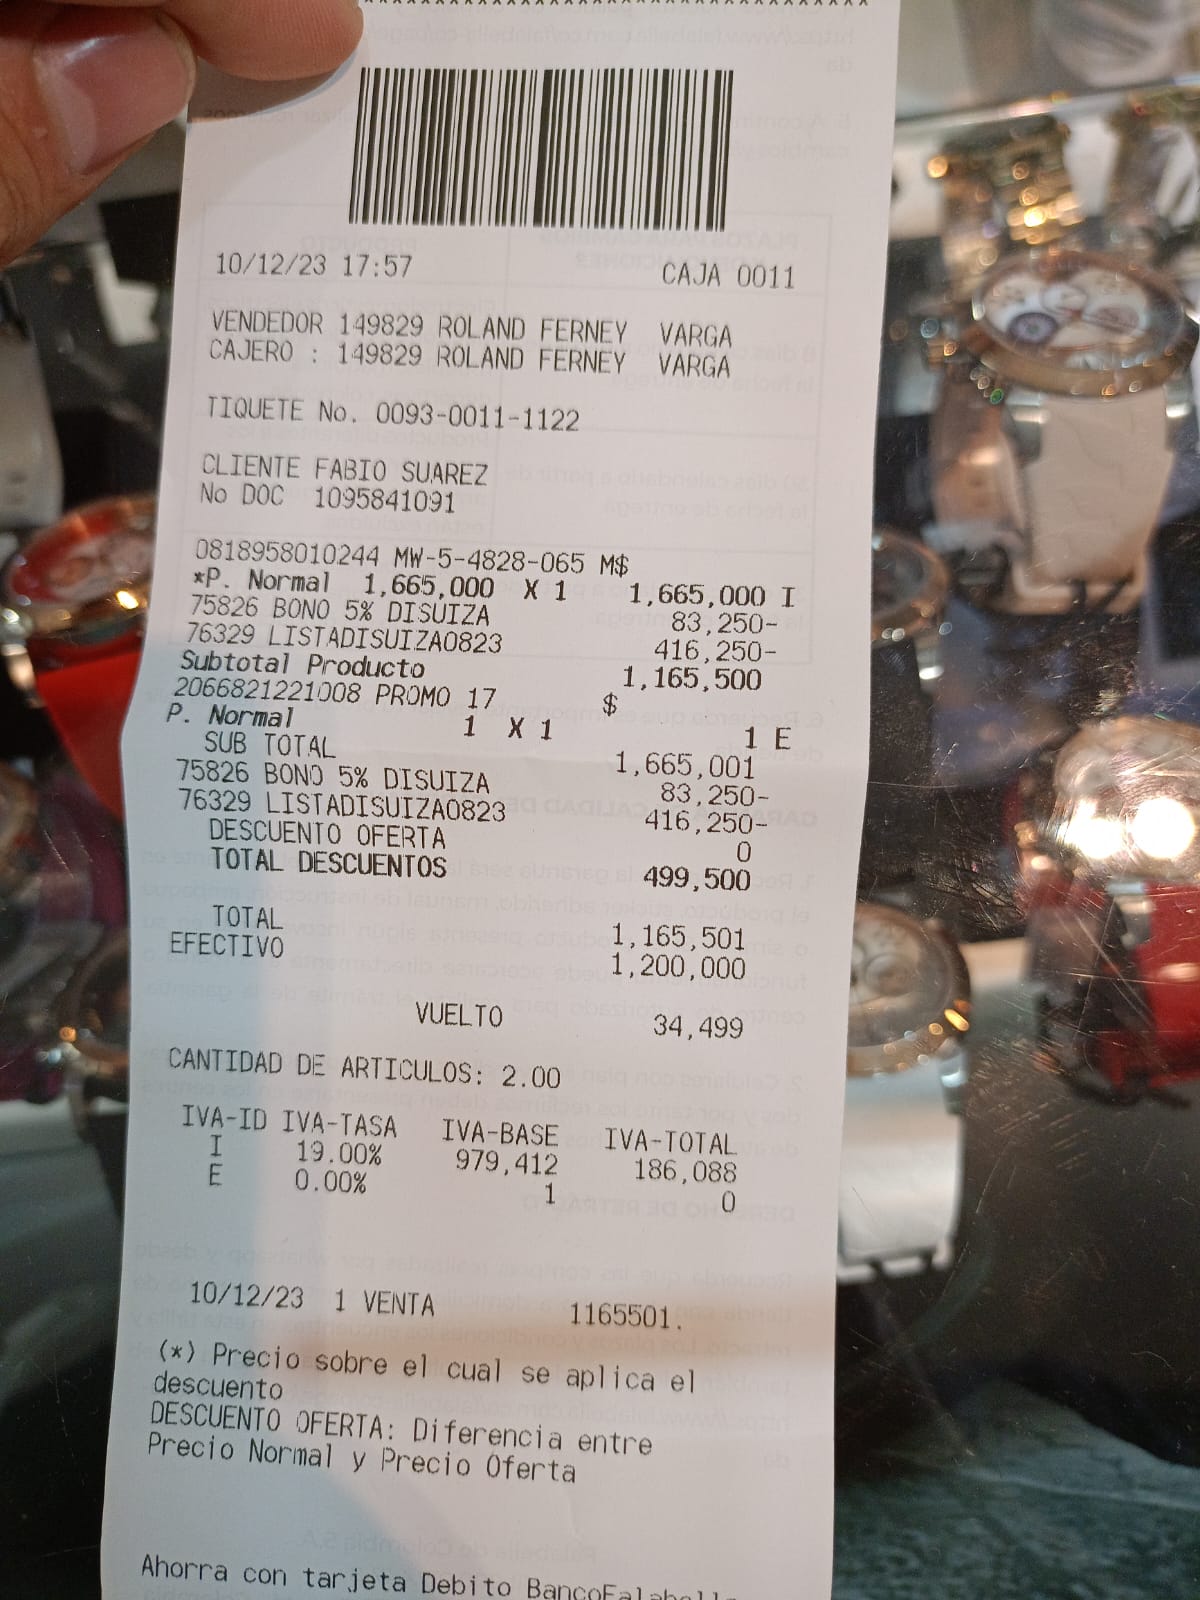 10/12/23 17:57 CAJA 0011
VENDEDOR 149829 ROLAND FERNEY VARGA
CAJERO : 149829 ROLAND FERNEY VARGA
TIQUETE No. 0093-0011-1122
CLIENTE FABIO SUAREZ
No DOC 1095841091
0818958010244 MW-5-4828-065 M$
*P. Normal 1,665,000 X 1 1,665,000 I
75826 BONO 5% DISUIZA 83,250-
76329 LISTADISUIZA0823 416,250-
Subtotal Producto 1,165,500
2066821221008 PROMO 17 $
P. Normal 1 X 1 1 E
SUB TOTAL 1,665,001
75826 BONO 5% DISUIZA 83,250-
76329 LISTADISUIZA0823 416,250-
DESCUENTO OFERTA 0
TOTAL DESCUENTOS 499,500
TOTAL 1,165,501
EFECTIVO 1,200,000
VUELTO 34,499
CANTIDAD DE ARTICULOS: 2.00
IVA-ID IVA-TASA IVA-BASE IVA-TOTAL
I 19.00% 979,412 186,088
E 0.00% 1 0
10/12/23 1 VENTA 1165501.
(*) Precio sobre el cual se aplica el
descuento
DESCUENTO OFERTA: Diferencia entre
Precio Normal y Precio Oferta
Ahorra con tarjeta Debito BancoFalabella